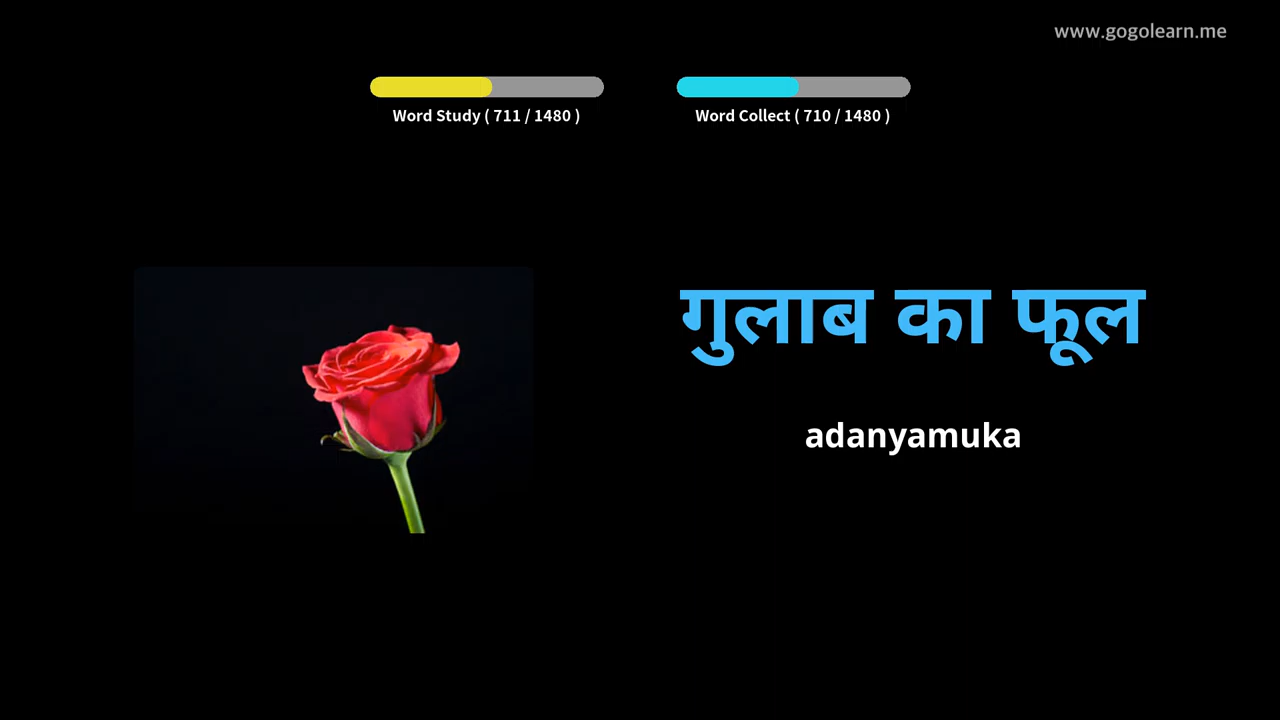 www.gogolearn.me
Word Study ( 711 / 1480 )
Word Collect ( 710 / 1480 )
गुलाब का फूल
adanyamuka